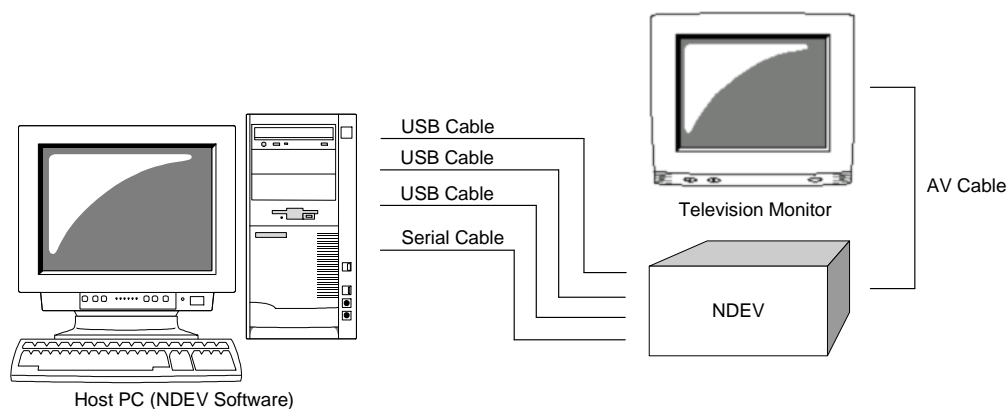 USB Cable
USB Cable
USB Cable
Serial Cable
Television Monitor
AV Cable
NDEV
Host PC (NDEV Software)